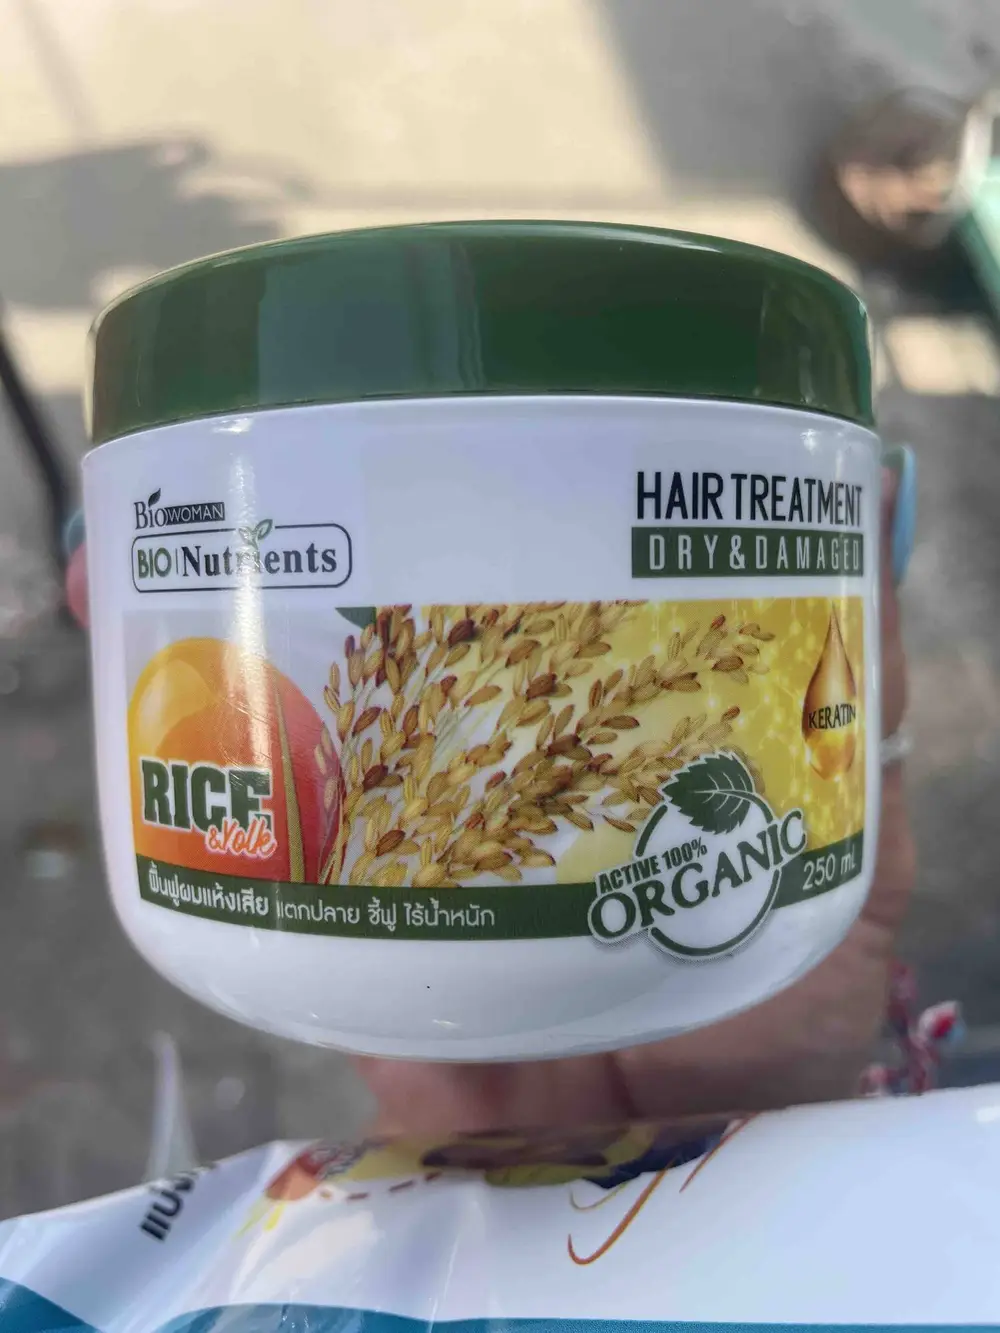 BioWOMAN
BIO|Nutrients
HAIR TREATMENT
DRY&DAMAGED
KERATIN
RICE
&Yolk
ACTIVE 100%
ORGANIC
250 mL
ฟื้นฟูผมแห้งเสีย แตกปลาย ชี้ฟู ไร้น้ำหนัก